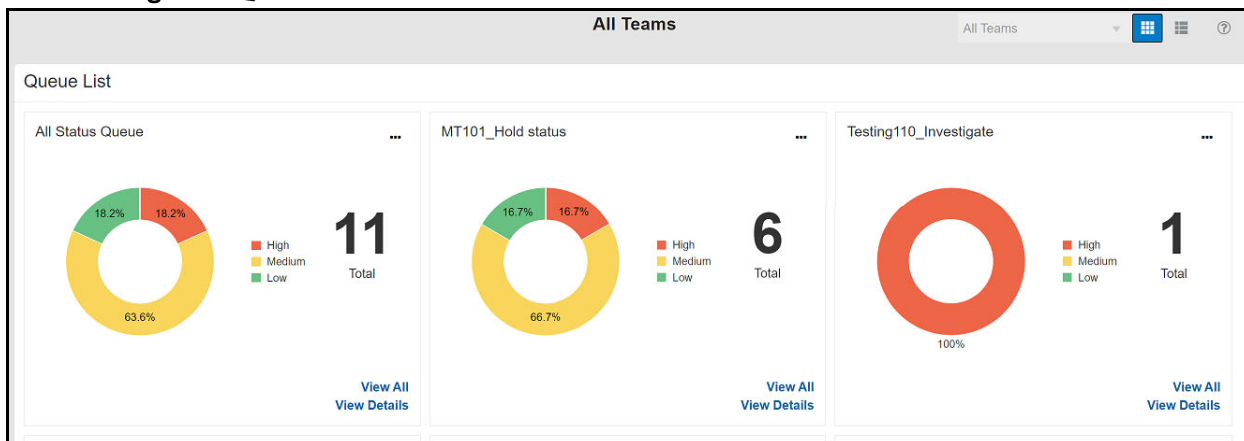 All Teams
All Teams
Queue List
All Status Queue
...
18.2%
18.2%
63.6%
High
Medium
Low
11
Total
View All
View Details
MT101_Hold status
...
16.7%
16.7%
66.7%
High
Medium
Low
6
Total
View All
View Details
Testing110_Investigate
...
100%
High
Medium
Low
1
Total
View All
View Details